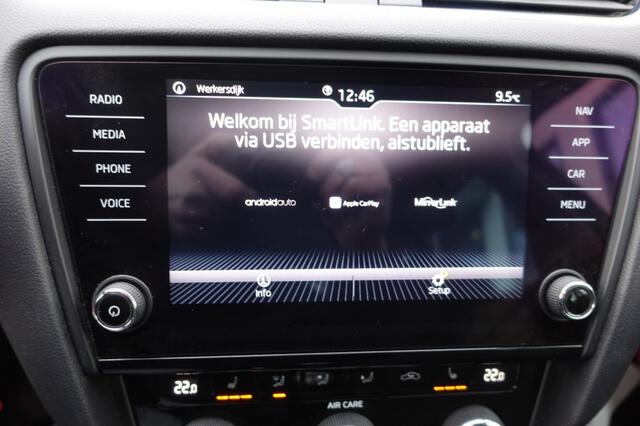 Werkersdijk 12:46 9.5°C
Welkom bij SmartLink. Een apparaat
via USB verbinden, alstublieft.
androidauto Apple CarPlay MirrorLink
Info Setup
RADIO
MEDIA
PHONE
VOICE
NAV
APP
CAR
MENU
22.0 22.0
AIR CARE